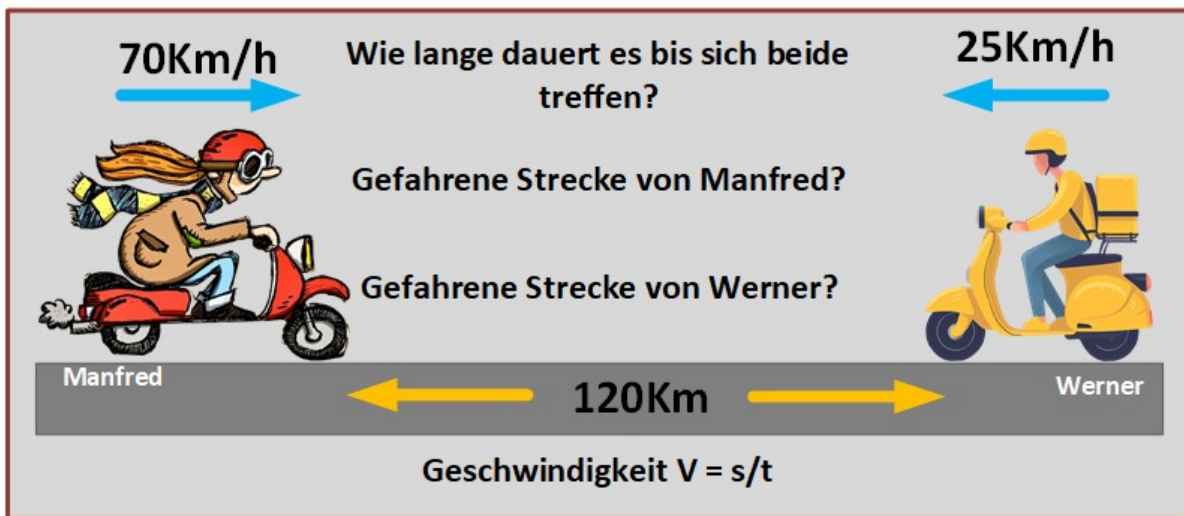 70Km/h
Wie lange dauert es bis sich beide
treffen?
25Km/h
Gefahrene Strecke von Manfred?
Gefahrene Strecke von Werner?
Manfred
120Km
Werner
Geschwindigkeit V = s/t